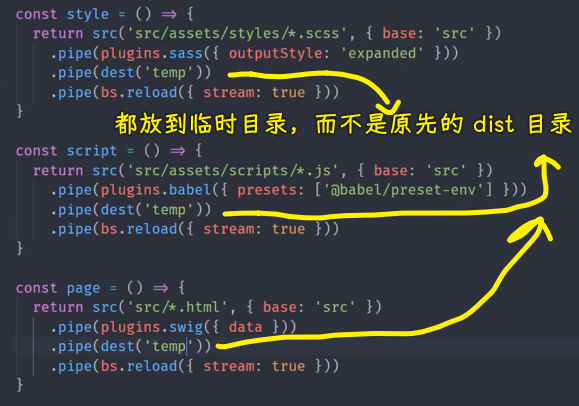 const style = () => {
  return src('src/assets/styles/*.scss', { base: 'src' })
    .pipe(plugins.sass({ outputStyle: 'expanded' }))
    .pipe(dest('temp'))
    .pipe(bs.reload({ stream: true }))
}
都放到临时目录，而不是原先的 dist 目录
const script = () => {
  return src('src/assets/scripts/*.js', { base: 'src' })
    .pipe(plugins.babel({ presets: ['@babel/preset-env'] }))
    .pipe(dest('temp'))
    .pipe(bs.reload({ stream: true }))
}
const page = () => {
  return src('src/*.html', { base: 'src' })
    .pipe(plugins.swig({ data }))
    .pipe(dest('temp'))
    .pipe(bs.reload({ stream: true }))
}